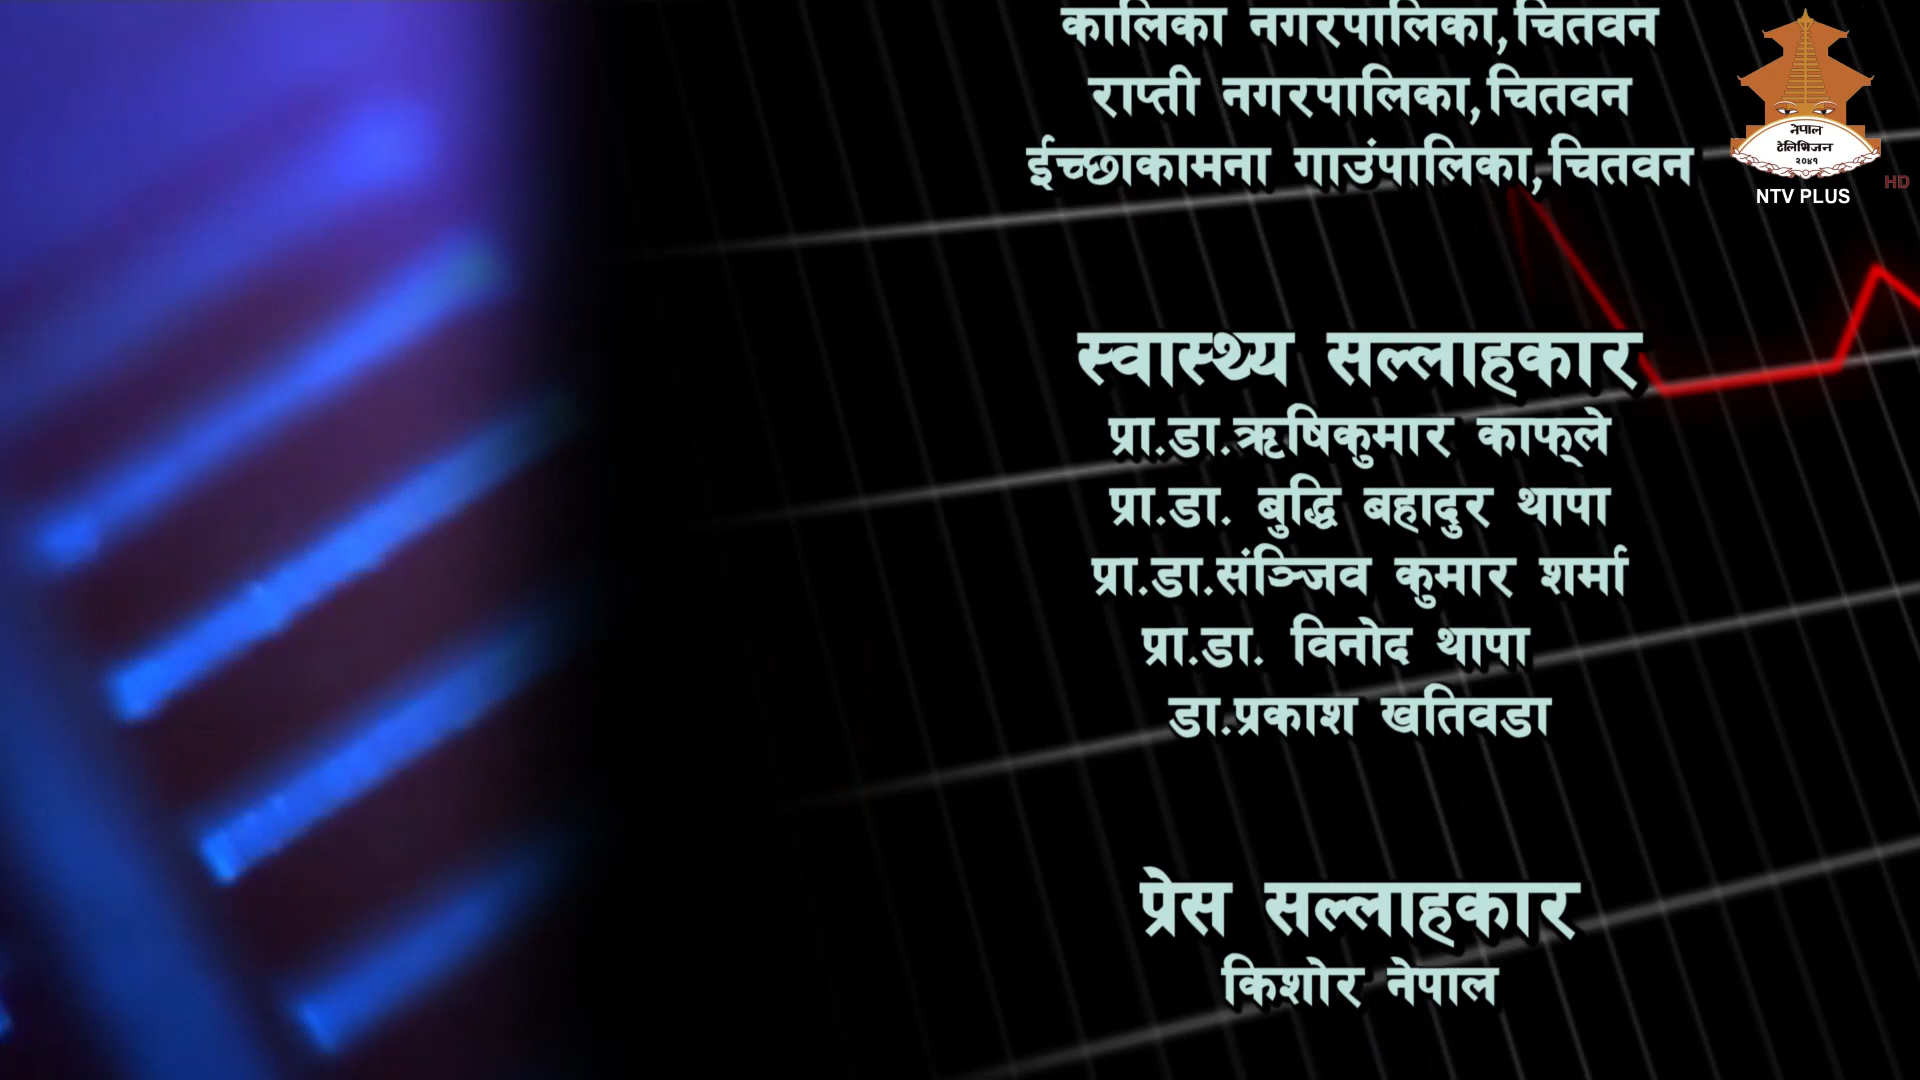 कालिका नगरपालिका,चितवन
राप्ती नगरपालिका,चितवन
ईच्छाकामना गाउंपालिका,चितवन
नेपाल
टेलिभिजन
२०४१
NTV PLUS
HD
स्वास्थ्य सल्लाहकार
प्रा.डा.ऋषिकुमार काफ्‌ले
प्रा.डा. बुद्धि बहादुर थापा
प्रा.डा.संञ्जिव कुमार शर्मा
प्रा.डा. विनोद थापा
डा.प्रकाश खतिवडा
प्रेस सल्लाहकार
किशोर नेपाल